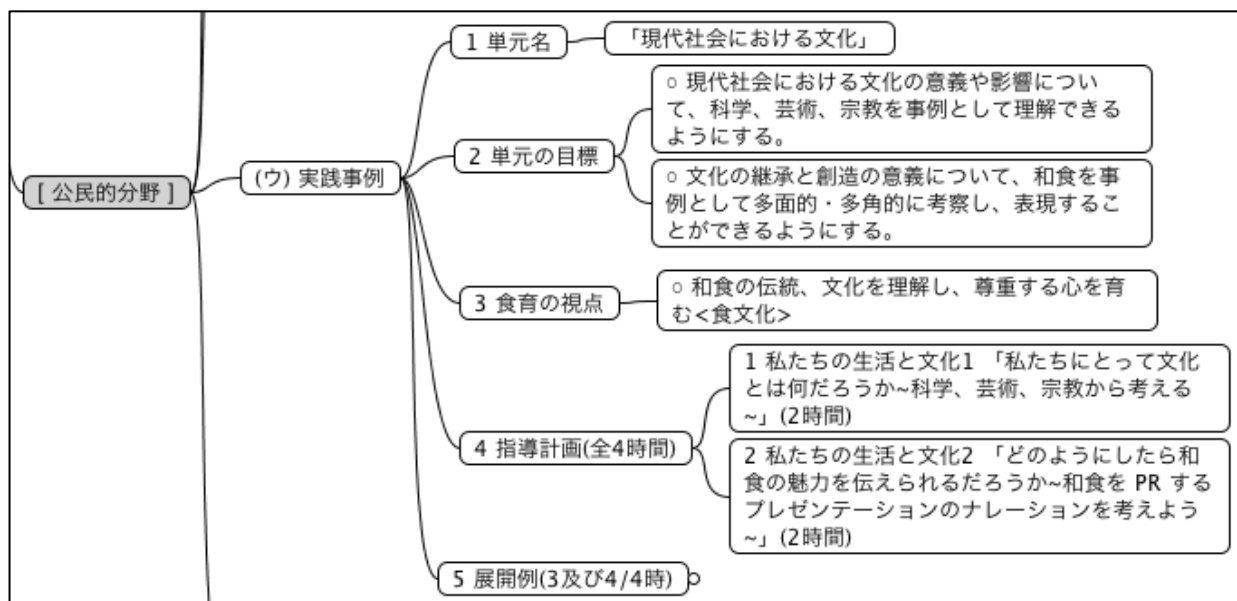 [ 公民的分野 ]
(ウ) 実践事例
1 単元名
「現代社会における文化」
2 単元の目標
○ 現代社会における文化の意義や影響につい
て、科学、芸術、宗教を事例として理解できる
ようにする。
○ 文化の継承と創造の意義について、和食を事
例として多面的・多角的に考察し、表現するこ
とができるようにする。
3 食育の視点
○ 和食の伝統、文化を理解し、尊重する心を育
む<食文化>
4 指導計画(全4時間)
1 私たちの生活と文化1 「私たちにとって文化
とは何だろうか~科学、芸術、宗教から考える
~」(2時間)
2 私たちの生活と文化2 「どのようにしたら和
食の魅力を伝えられるだろうか~和食を PR する
プレゼンテーションのナレーションを考えよう
~」(2時間)
5 展開例(3及び4/4時)